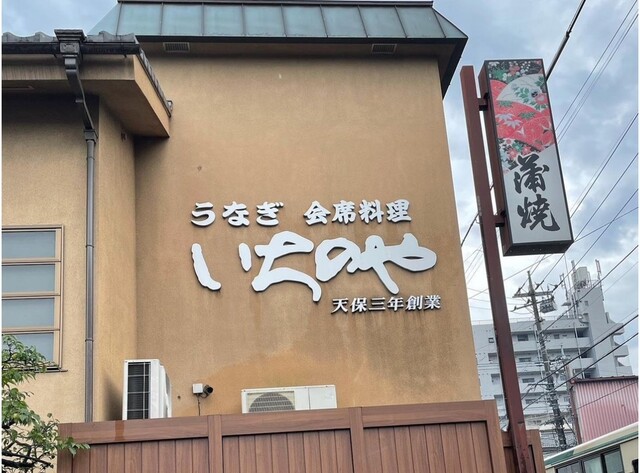 うなぎ 会席料理
いちのや
天保三年創業
蒲焼